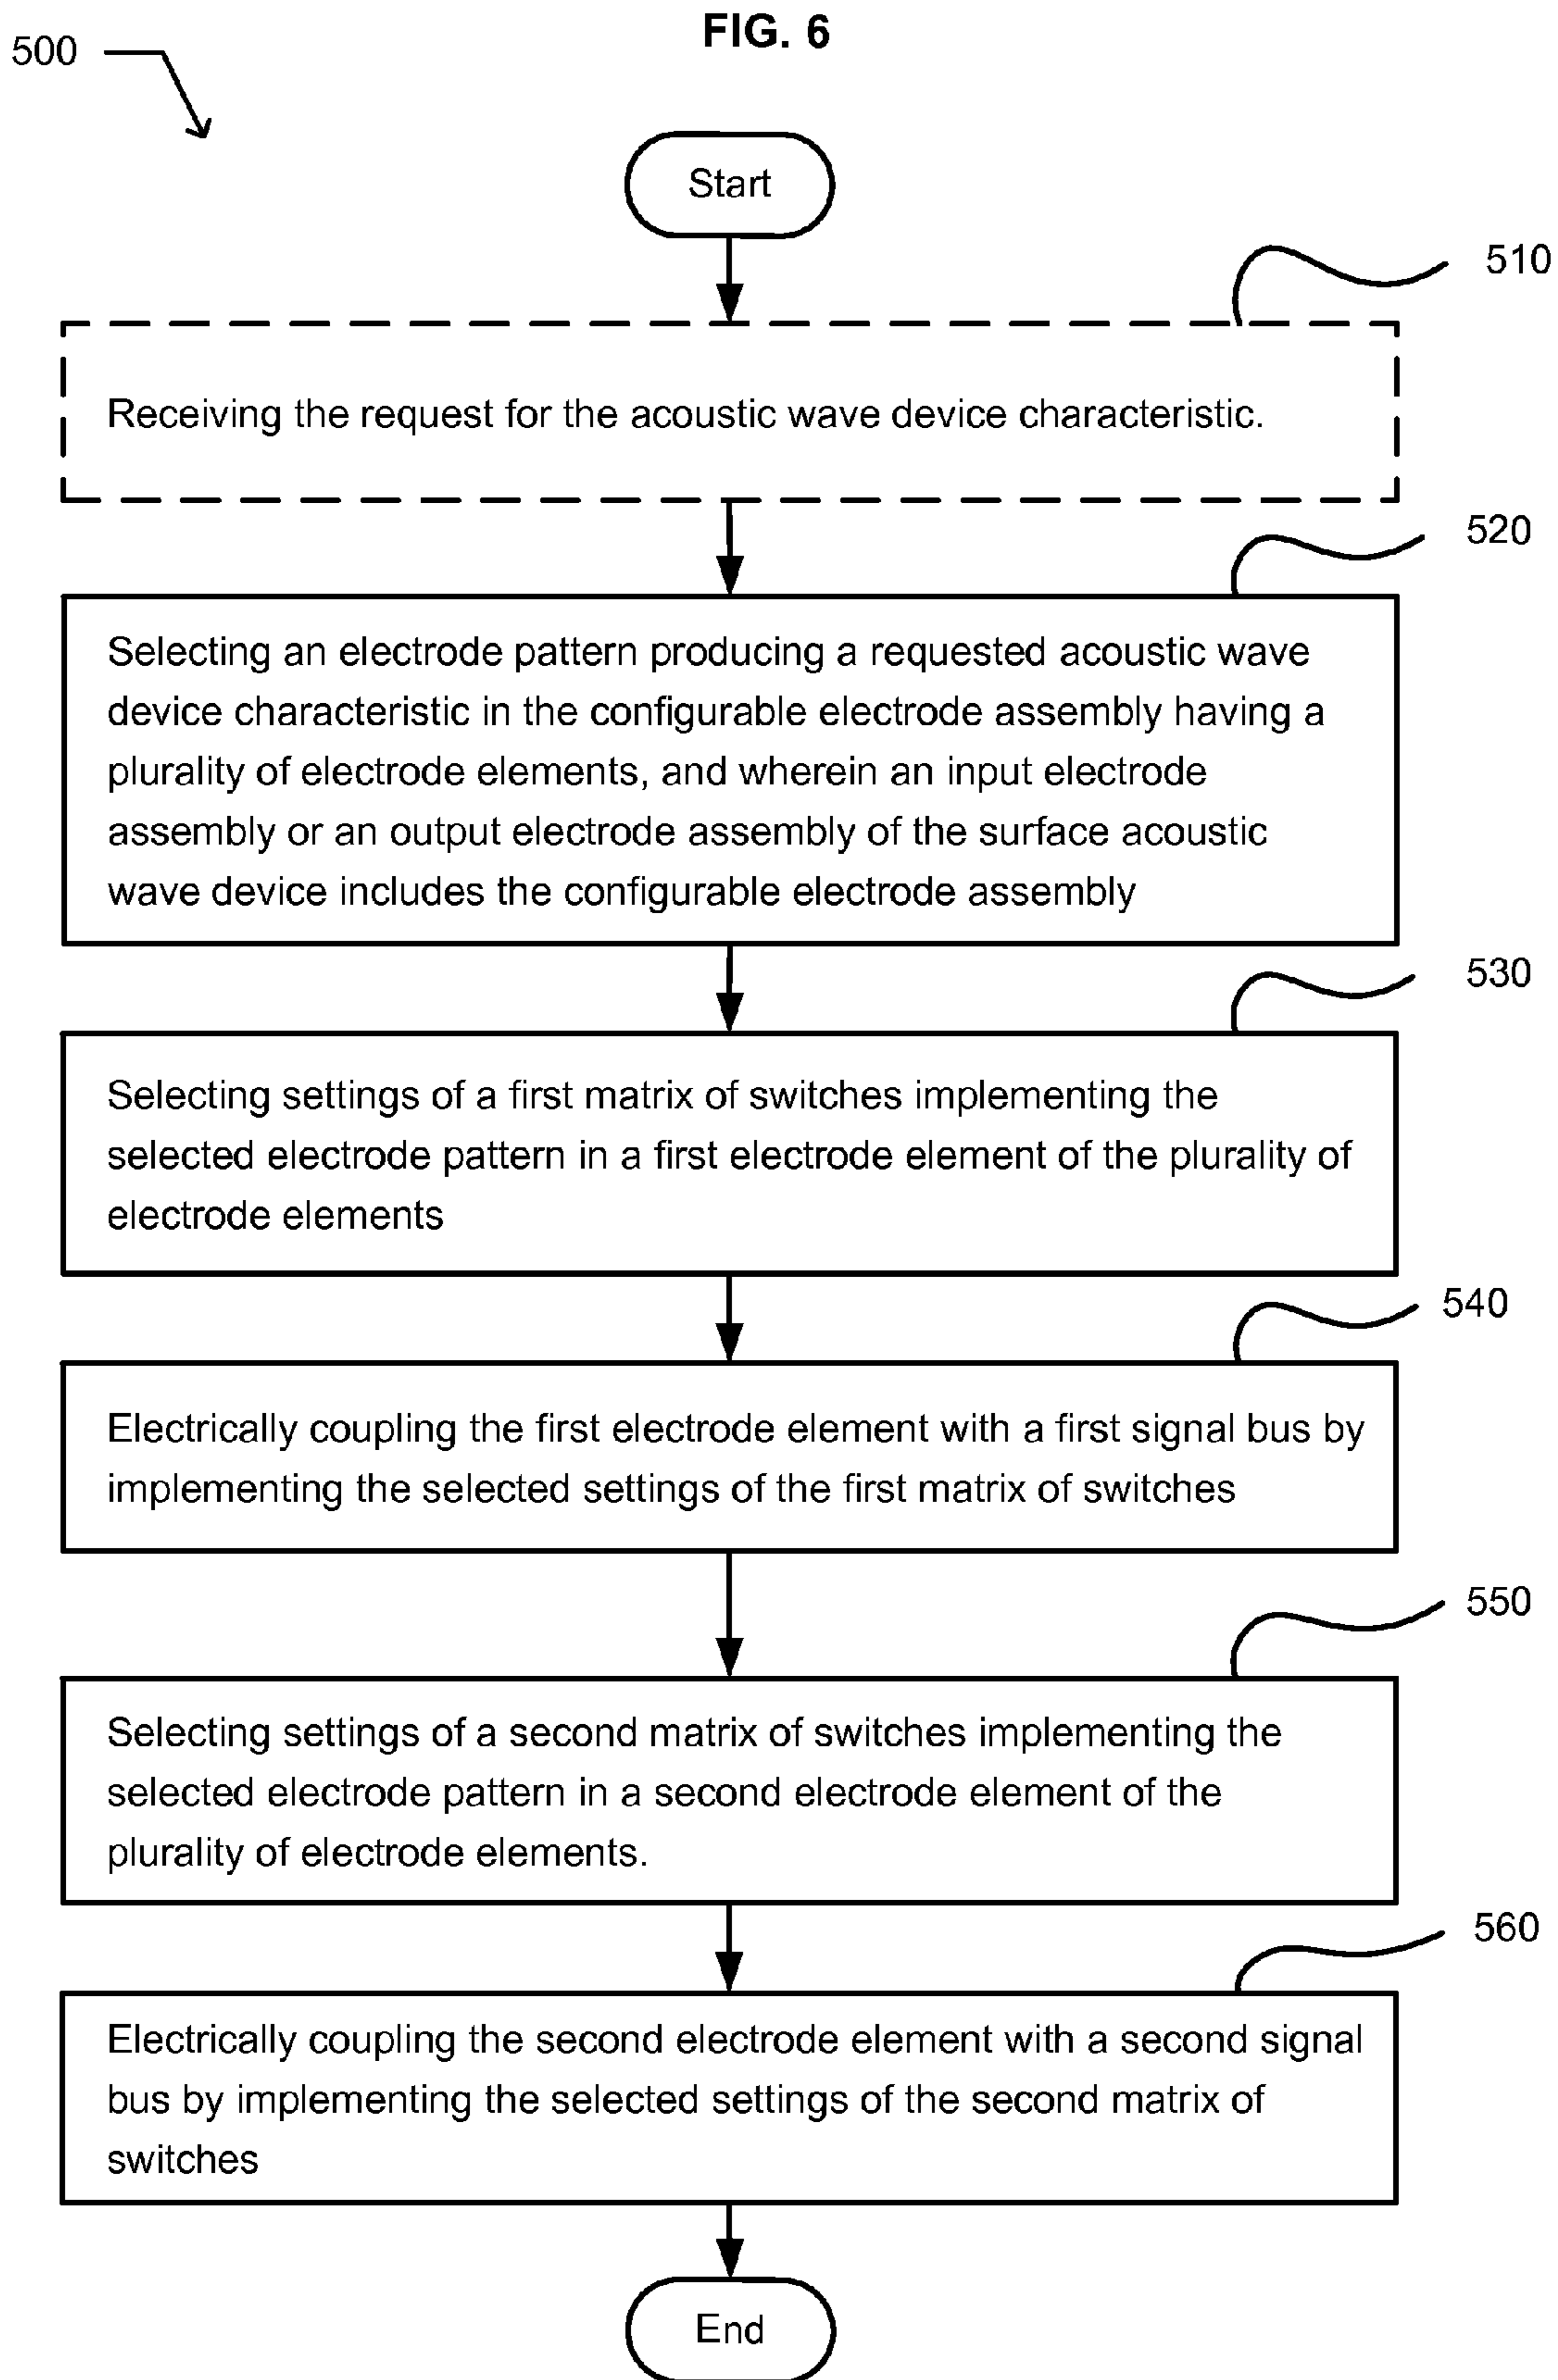 FIG. 6
500
Start
510
Receiving the request for the acoustic wave device characteristic.
520
Selecting an electrode pattern producing a requested acoustic wave
device characteristic in the configurable electrode assembly having a
plurality of electrode elements, and wherein an input electrode
assembly or an output electrode assembly of the surface acoustic
wave device includes the configurable electrode assembly
530
Selecting settings of a first matrix of switches implementing the
selected electrode pattern in a first electrode element of the plurality of
electrode elements
540
Electrically coupling the first electrode element with a first signal bus by
implementing the selected settings of the first matrix of switches
550
Selecting settings of a second matrix of switches implementing the
selected electrode pattern in a second electrode element of the
plurality of electrode elements.
560
Electrically coupling the second electrode element with a second signal
bus by implementing the selected settings of the second matrix of
switches
End